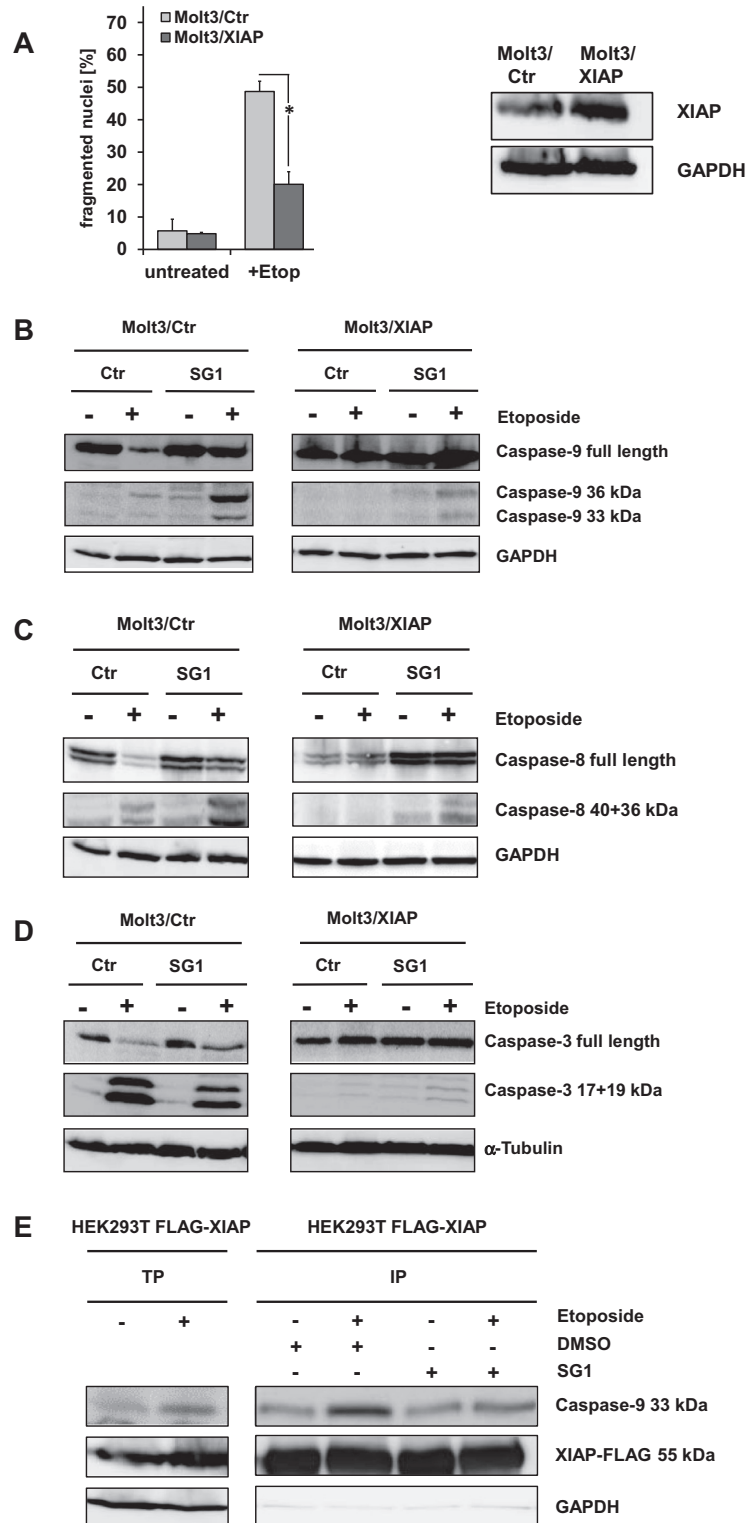 A
fragmented nuclei [%]
70
60
50
40
30
20
10
0
Molt3/Ctr
Molt3/XIAP
*
untreated +Etop
Molt3/ Molt3/
Ctr XIAP
XIAP
GAPDH
B
Molt3/Ctr Molt3/XIAP
Ctr SG1 Ctr SG1
- + - + - + - + Etoposide
Caspase-9 full length
Caspase-9 36 kDa
Caspase-9 33 kDa
GAPDH
C
Molt3/Ctr Molt3/XIAP
Ctr SG1 Ctr SG1
- + - + - + - + Etoposide
Caspase-8 full length
Caspase-8 40+36 kDa
GAPDH
D
Molt3/Ctr Molt3/XIAP
Ctr SG1 Ctr SG1
- + - + - + - + Etoposide
Caspase-3 full length
Caspase-3 17+19 kDa
α-Tubulin
E
HEK293T FLAG-XIAP HEK293T FLAG-XIAP
TP IP
- + - + - + Etoposide
+ + - - DMSO
- - + + SG1
Caspase-9 33 kDa
XIAP-FLAG 55 kDa
GAPDH